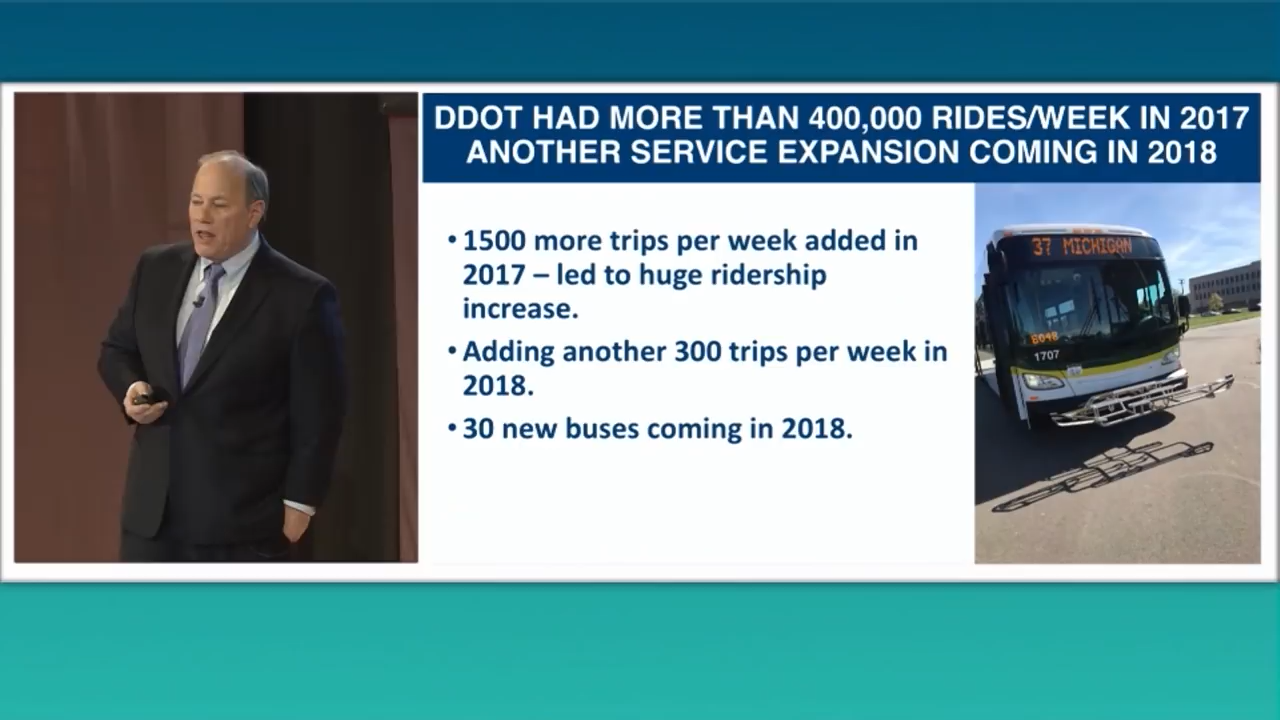 DDOT HAD MORE THAN 400,000 RIDES/WEEK IN 2017
ANOTHER SERVICE EXPANSION COMING IN 2018
• 1500 more trips per week added in
2017 – led to huge ridership
increase.
• Adding another 300 trips per week in
2018.
• 30 new buses coming in 2018.
37 MICHIGAN
1707